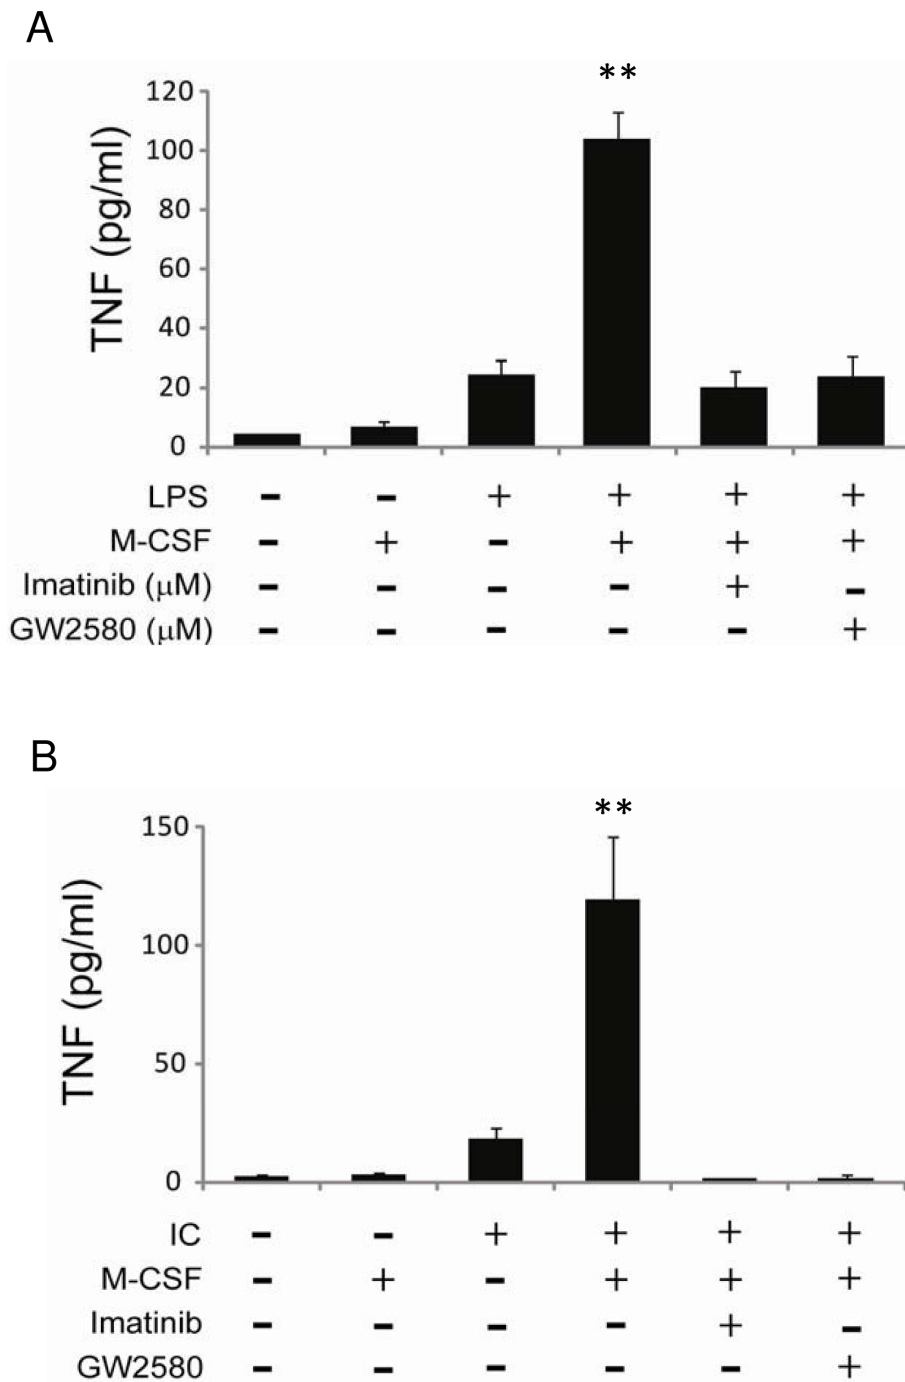 A
**
120
100
80
60
40
20
0
TNF (pg/ml)
LPS - - + + + +
M-CSF - + - + + +
Imatinib (μM) - - - - + -
GW2580 (μM) - - - - - +
B
**
150
100
50
0
TNF (pg/ml)
IC - - + + + +
M-CSF - + - + + +
Imatinib - - - - + -
GW2580 - - - - - +